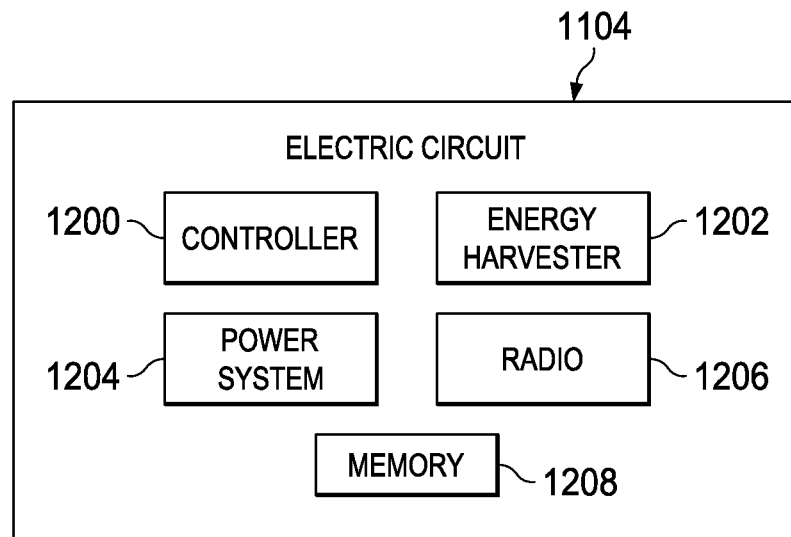 1104
ELECTRIC CIRCUIT
1200
CONTROLLER
ENERGY
HARVESTER
1202
1204
POWER
SYSTEM
RADIO
1206
MEMORY
1208